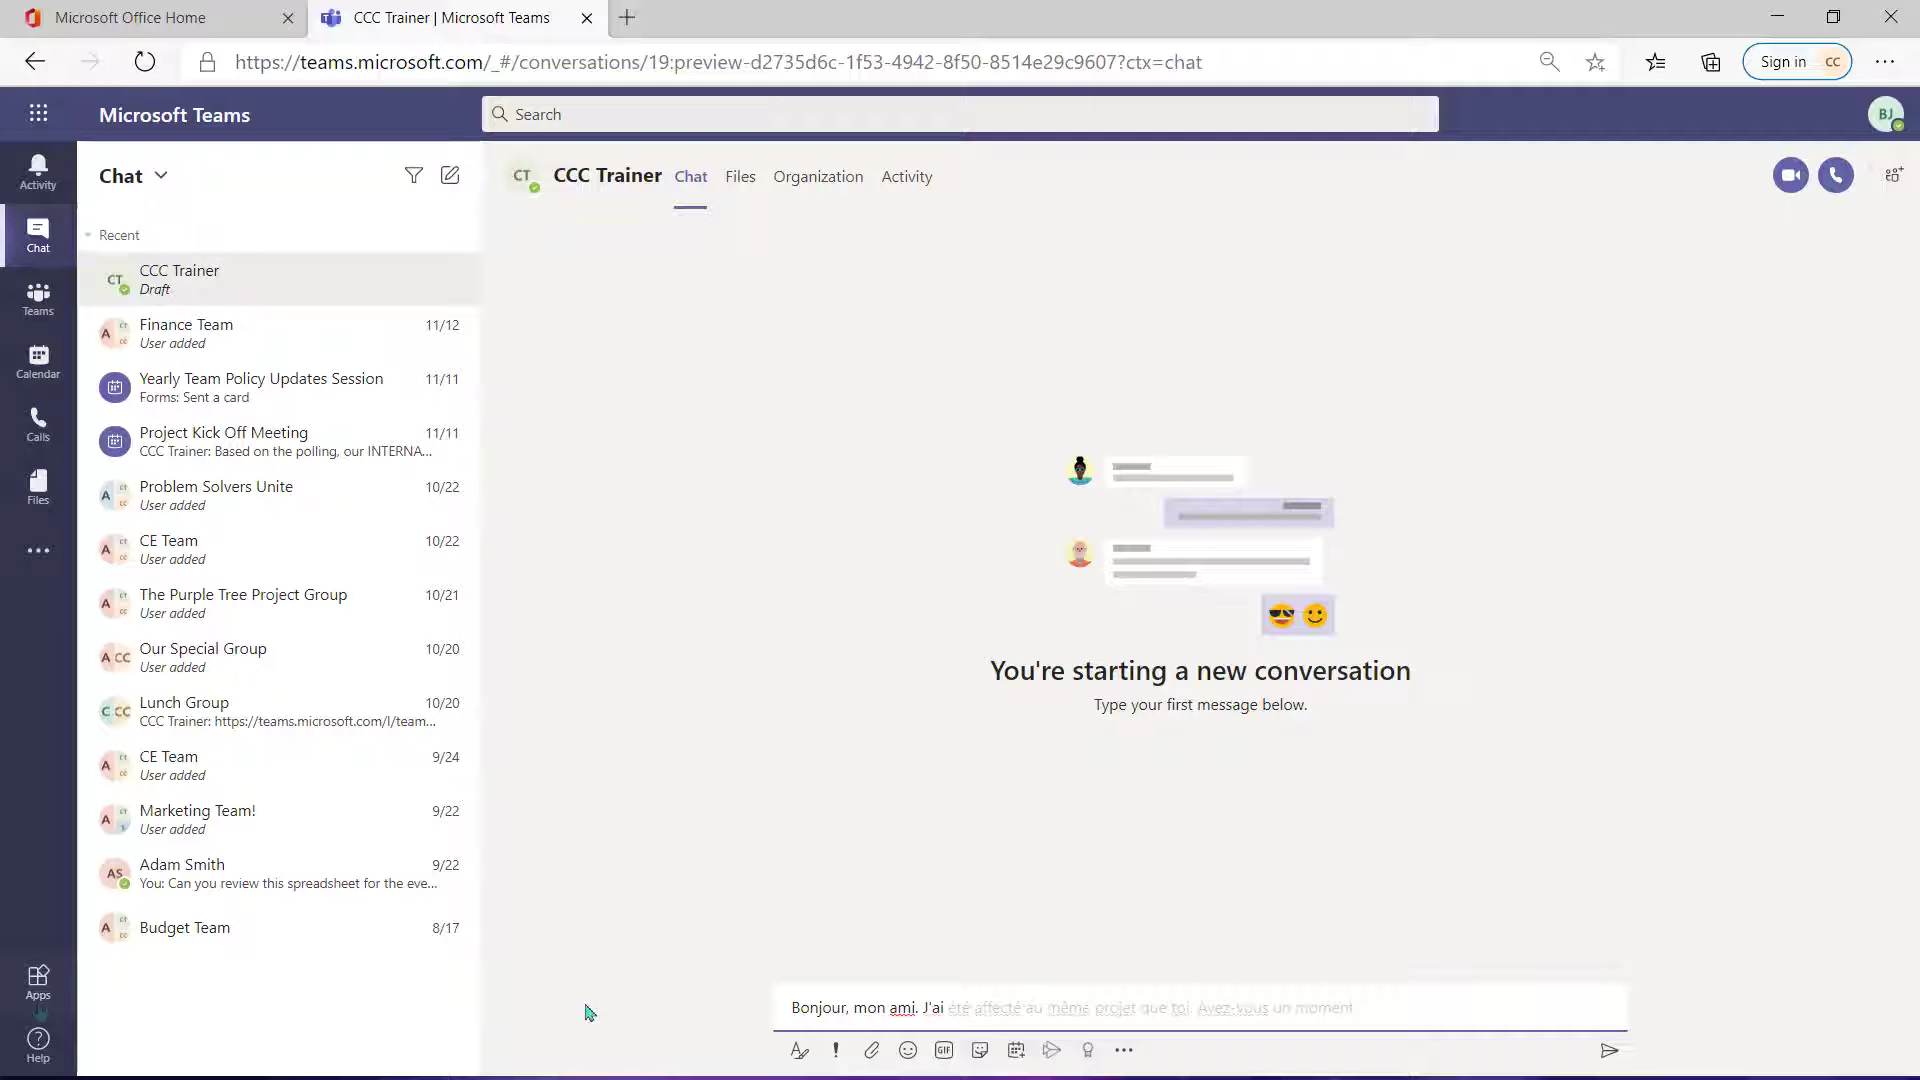 Microsoft Office Home
CCC Trainer | Microsoft Teams
https://teams.microsoft.com/_#/conversations/19:preview-d2735d6c-1f53-4942-8f50-8514e29c9607?ctx=chat
Sign in CC
Microsoft Teams
Search
BJ
Activity
Chat
Teams
Calendar
Calls
Files
Apps
Help
Chat
Recent
CT
CCC Trainer
Draft
Finance Team 11/12
User added
Yearly Team Policy Updates Session 11/11
Forms: Sent a card
Project Kick Off Meeting 11/11
CCC Trainer: Based on the polling, our INTERNA...
Problem Solvers Unite 10/22
User added
CE Team 10/22
User added
The Purple Tree Project Group 10/21
User added
Our Special Group 10/20
User added
Lunch Group 10/20
CCC Trainer: https://teams.microsoft.com/l/team...
CE Team 9/24
User added
Marketing Team! 9/22
User added
AS
Adam Smith 9/22
You: Can you review this spreadsheet for the eve...
Budget Team 8/17
CT CCC Trainer Chat Files Organization Activity
You're starting a new conversation
Type your first message below.
Bonjour, mon ami. J'ai été affecté au même projet que toi. Avez-vous un moment
GIF